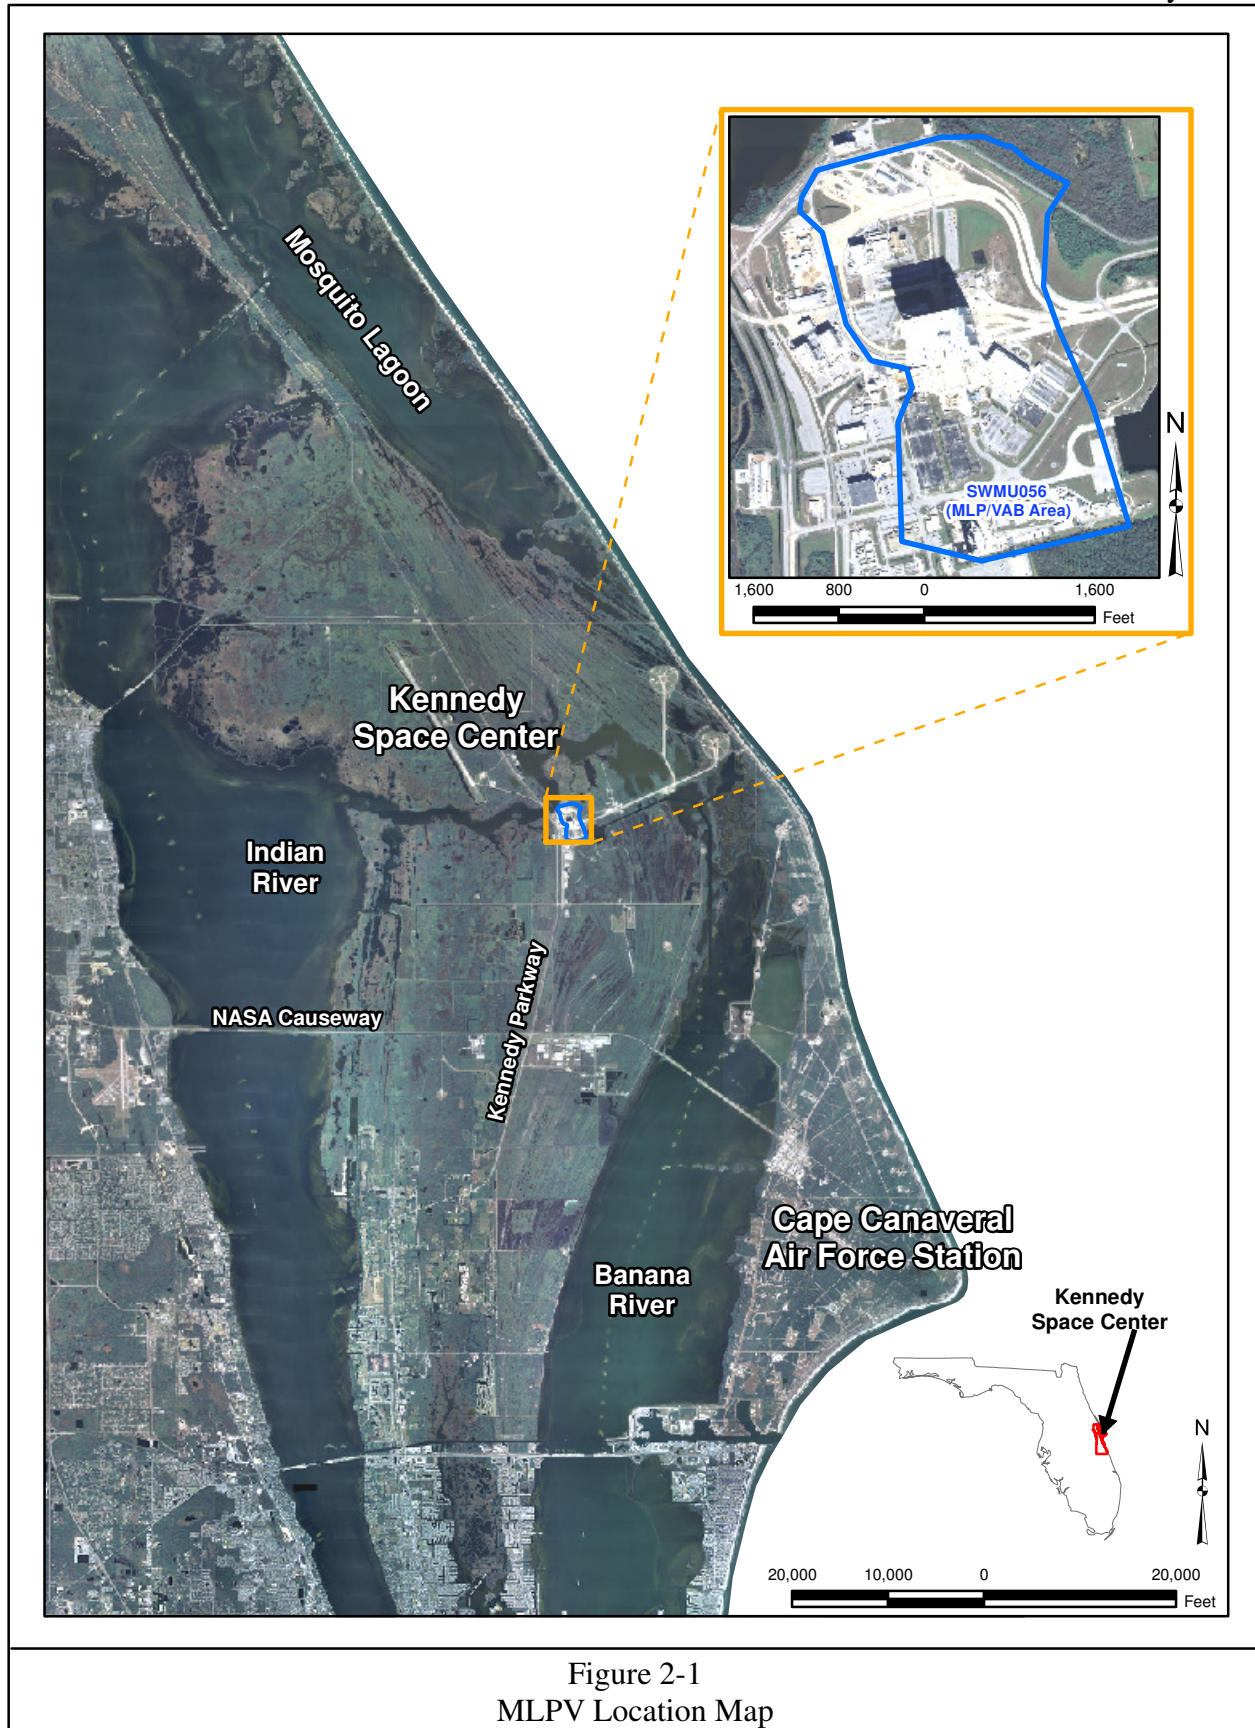 Mosquito Lagoon
N
SWMU056
(MLP/VAB Area)
1,600 800 0 1,600
Feet
Kennedy
Space Center
Indian
River
NASA Causeway
Kennedy Parkway
Cape Canaveral
Air Force Station
Banana
River
Kennedy
Space Center
N
20,000 10,000 0 20,000
Feet
Figure 2-1
MLPV Location Map